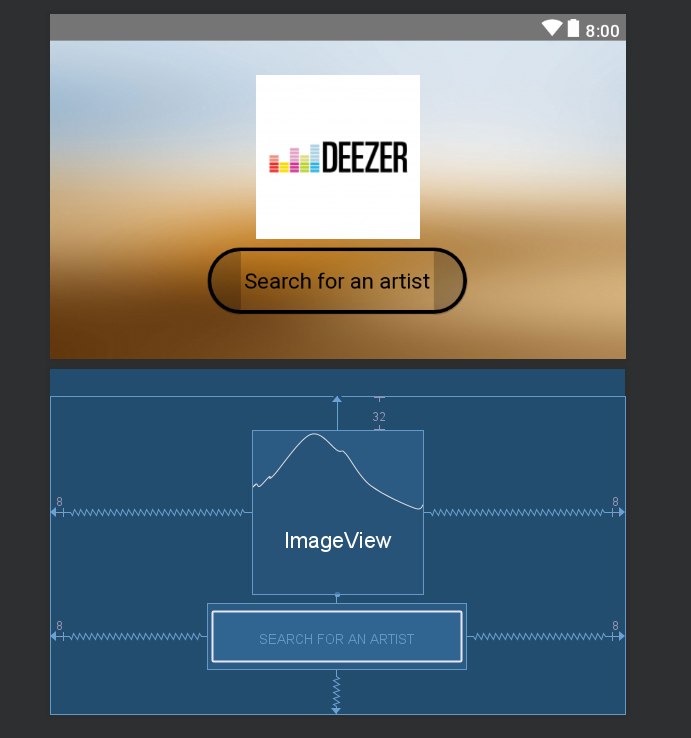 8:00
DEEZER
Search for an artist
32
8
8
ImageView
8
8
SEARCH FOR AN ARTIST